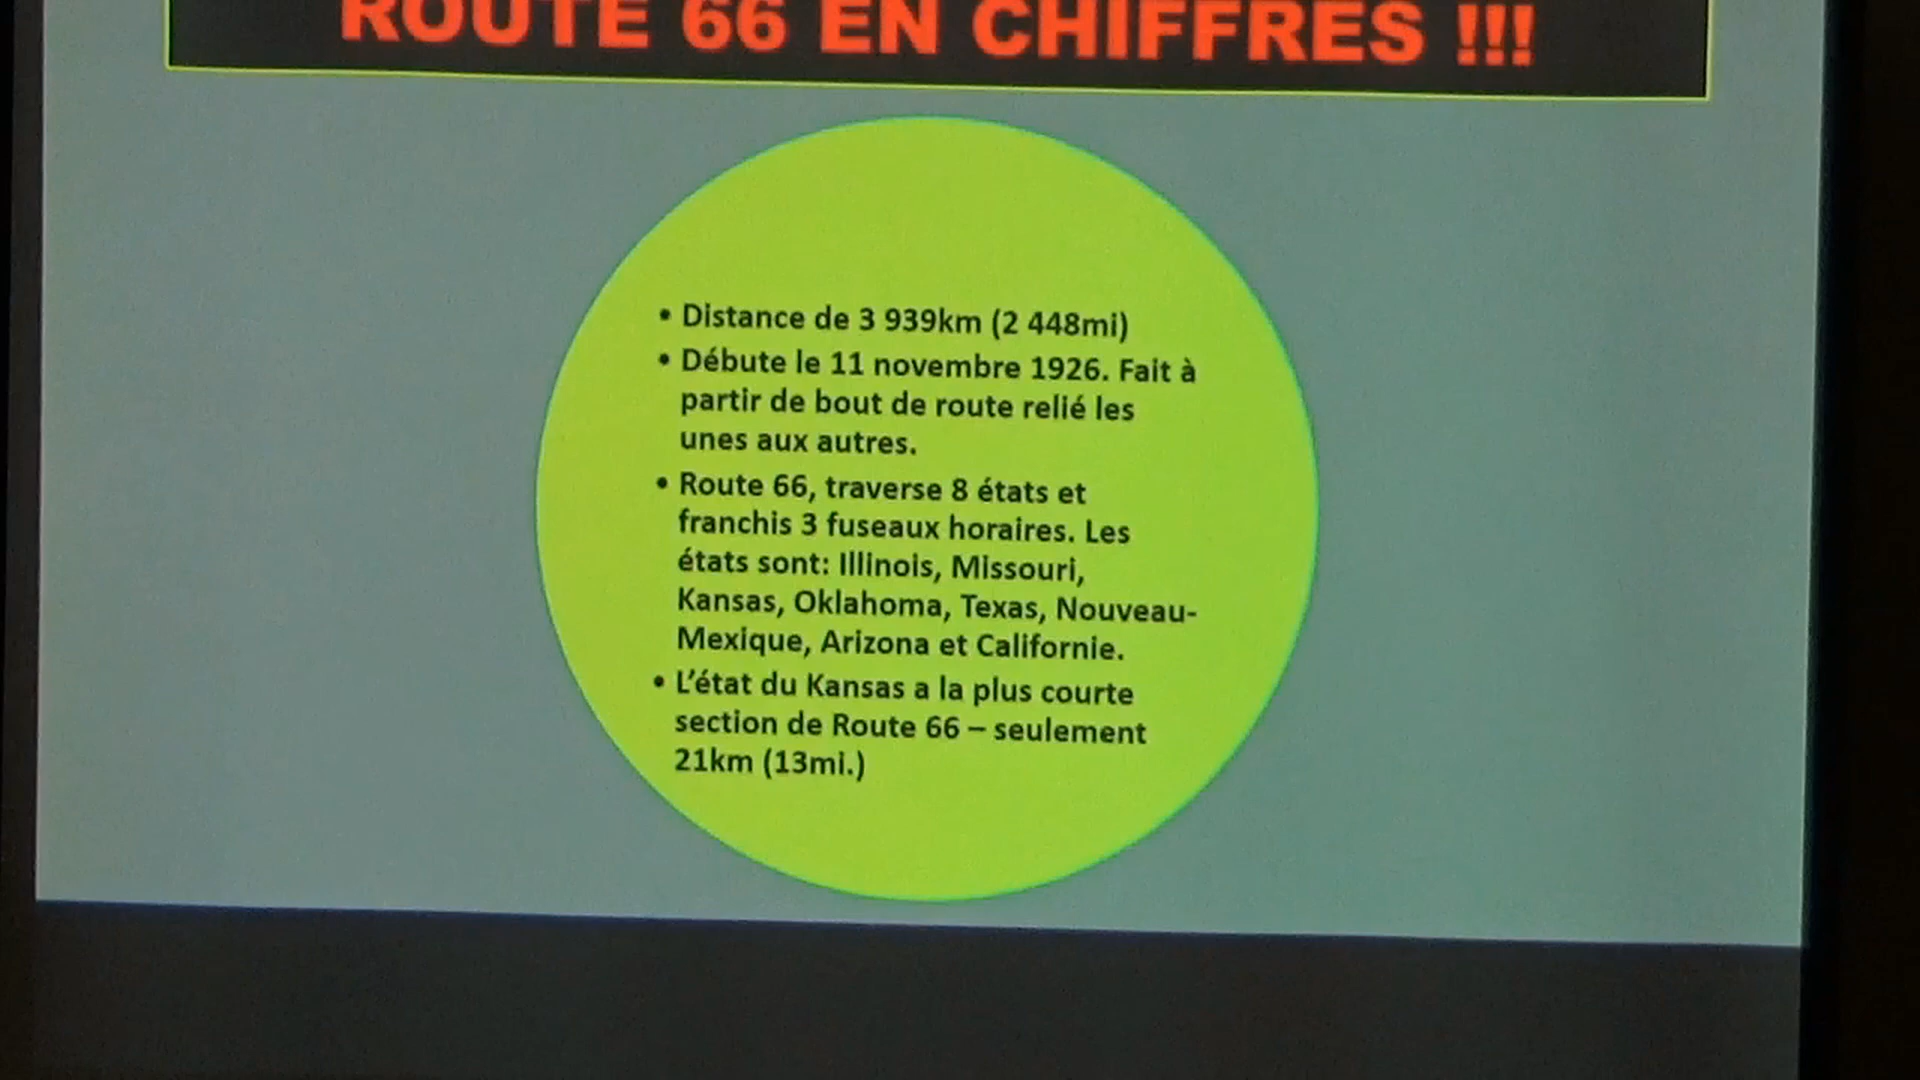 ROUTE 66 EN CHIFFRES !!!
• Distance de 3 939km (2 448mi)
• Débute le 11 novembre 1926. Fait à
partir de bout de route relié les
unes aux autres.
• Route 66, traverse 8 états et
franchis 3 fuseaux horaires. Les
états sont: Illinois, Missouri,
Kansas, Oklahoma, Texas, Nouveau-
Mexique, Arizona et Californie.
• L’état du Kansas a la plus courte
section de Route 66 – seulement
21km (13mi.)